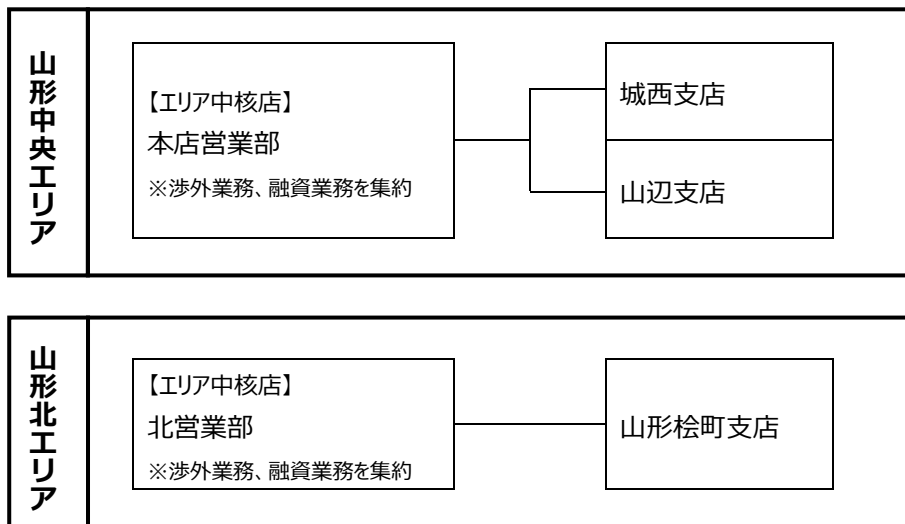 山形中央エリア
【エリア中核店】
本店営業部
※渉外業務、融資業務を集約
城西支店
山辺支店
山形北エリア
【エリア中核店】
北営業部
※渉外業務、融資業務を集約
山形桧町支店